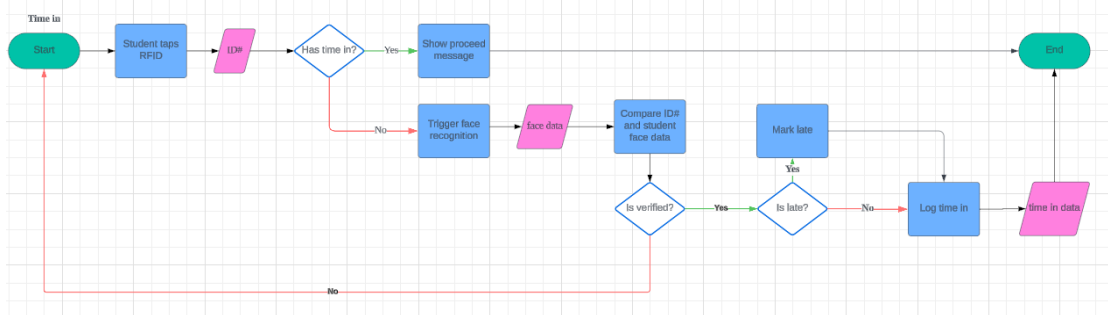 Time in
Start
Student taps
RFID
ID#
Has time in?
Yes
Show proceed
message
End
No
Trigger face
recognition
face data
Compare ID#
and student
face data
Mark late
Yes
Is verified?
Yes
Is late?
No
Log time in
time in data
No